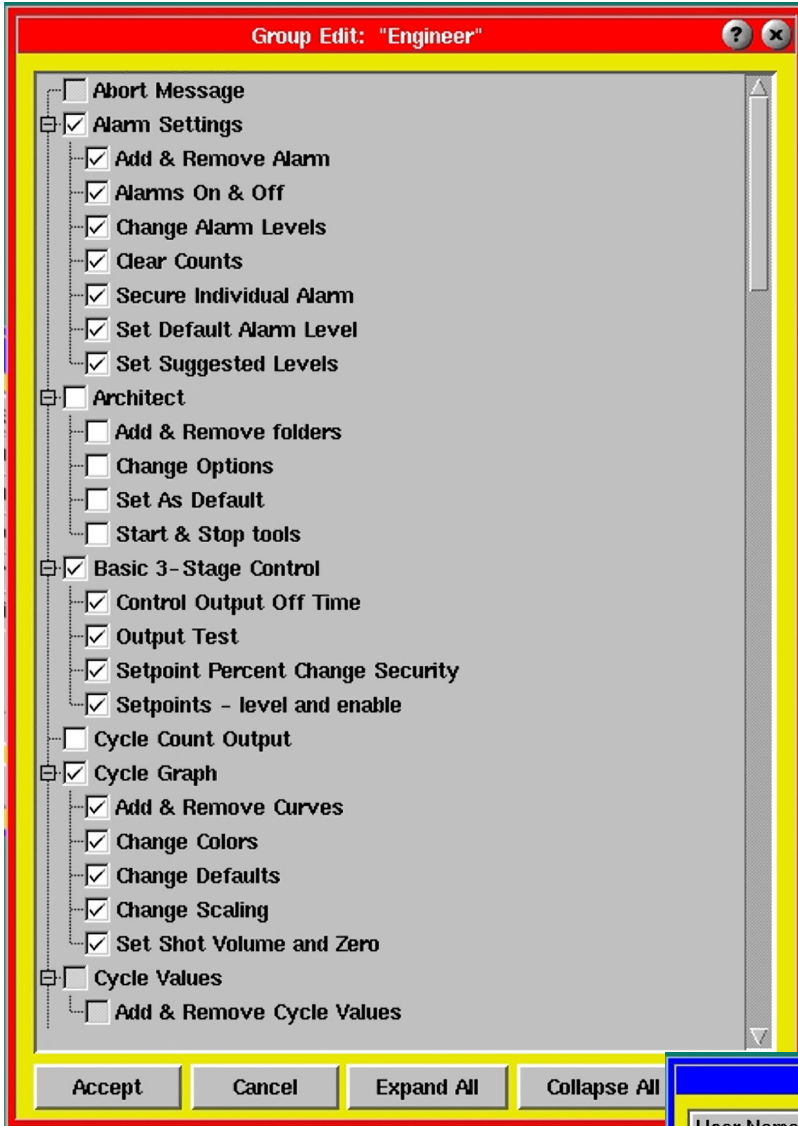 Group Edit: "Engineer"
?
x
Abort Message
Alarm Settings
Add & Remove Alarm
Alarms On & Off
Change Alarm Levels
Clear Counts
Secure Individual Alarm
Set Default Alarm Level
Set Suggested Levels
Architect
Add & Remove folders
Change Options
Set As Default
Start & Stop tools
Basic 3-Stage Control
Control Output Off Time
Output Test
Setpoint Percent Change Security
Setpoints - level and enable
Cycle Count Output
Cycle Graph
Add & Remove Curves
Change Colors
Change Defaults
Change Scaling
Set Shot Volume and Zero
Cycle Values
Add & Remove Cycle Values
Accept Cancel Expand All Collapse All
User Name